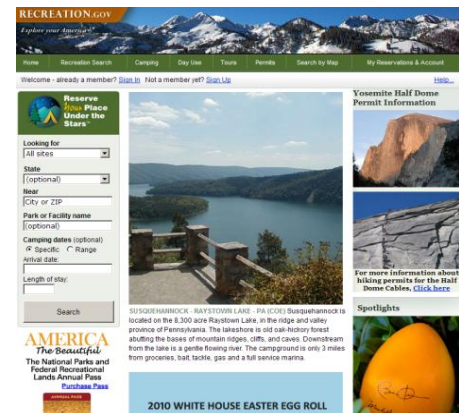 RECREATION.GOV
Explore your America
Home Recreation Search Camping Day Use Tours Permits Search by Map My Reservations & Account
Welcome - already a member? Sign In Not a member yet? Sign Up Help...
Reserve
Your Place
Under the
Stars™
Looking for
All sites
State
(optional)
Near
City or ZIP
Park or Facility name
(optional)
Camping dates (optional)
Specific Range
Arrival date:
Length of stay:
Search
AMERICA
The Beautiful
The National Parks and
Federal Recreational
Lands Annual Pass
Purchase Pass
ANNUAL PASS
SUSQUEHANNOCK - RAYSTOWN LAKE - PA (COE) Susquehannock is
located on the 8,300 acre Raystown Lake, in the ridge and valley
province of Pennsylvania. The lakeshore is old oak-hickory forest
abutting the bases of mountain ridges, cliffs, and caves. Downstream
from the lake is a gentle flowing river. The campground is only 3 miles
from groceries, bait, tackle, gas and a full service marina.
2010 WHITE HOUSE EASTER EGG ROLL
Yosemite Half Dome
Permit Information
For more information about
hiking permits for the Half
Dome Cables, Click here
Spotlights